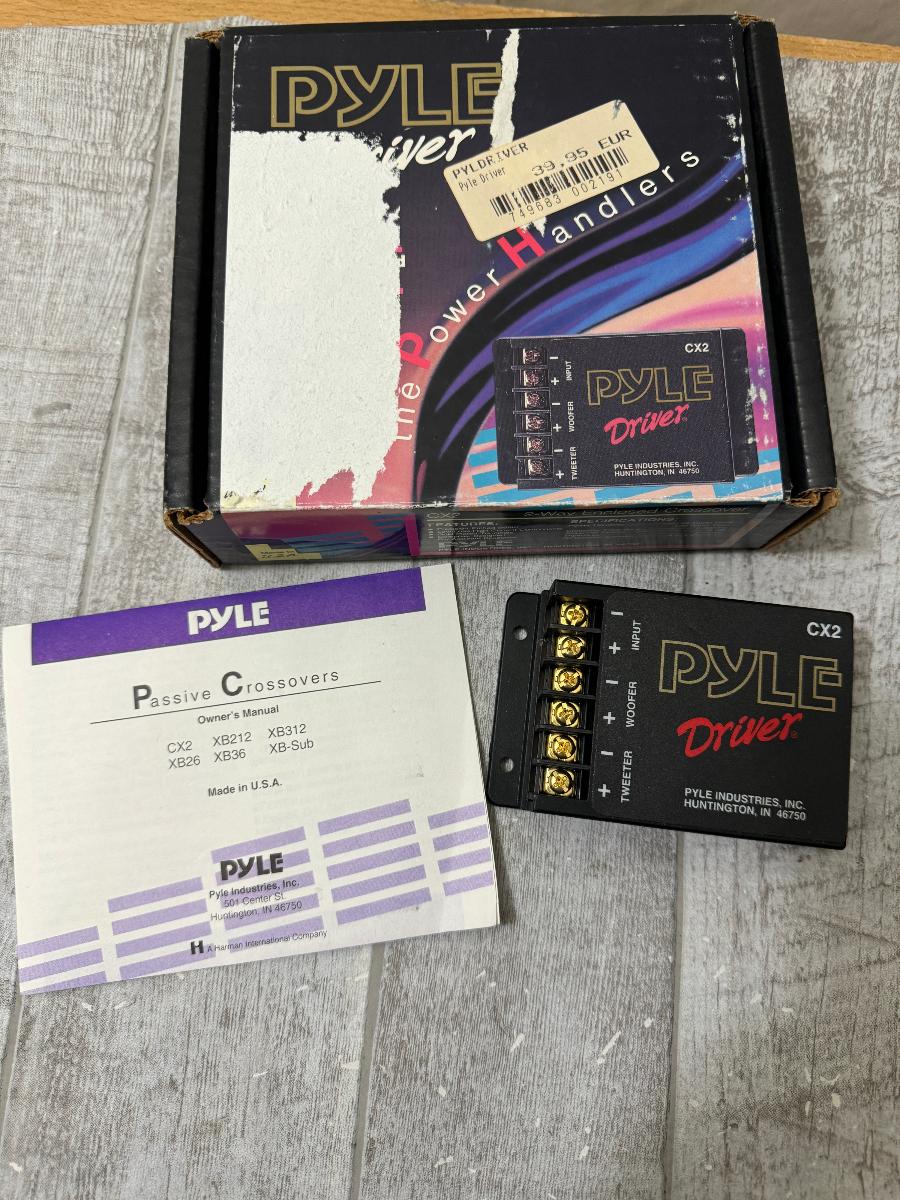 PYLE
Driver
PYLDRIVER
Pyle Driver
39.95 EUR
749683 002191
The Power Handlers
CX2
− + INPUT
− + WOOFER
− + TWEETER
PYLE
Driver
PYLE INDUSTRIES, INC.
HUNTINGTON, IN 46750
CX2 2-Way Enclosed Crossover
FEATURES: SPECIFICATIONS
Made in
U.S.A.
PYLE
Passive Crossovers
Owner's Manual
CX2 XB212 XB312
XB26 XB36 XB-Sub
Made in U.S.A.
PYLE
Pyle Industries, Inc.
501 Center St.
Huntington, IN 46750
H A Harman International Company
CX2
− + INPUT
− + WOOFER
− + TWEETER
PYLE
Driver®
PYLE INDUSTRIES, INC.
HUNTINGTON, IN 46750